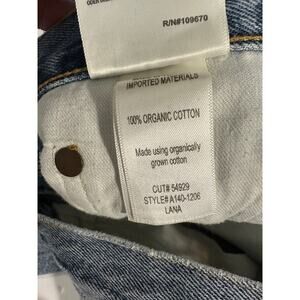 R/N#109670
IMPORTED MATERIALS
100% ORGANIC COTTON
Made using organically
grown cotton
CUT# 54929
STYLE# A140-1206
LANA